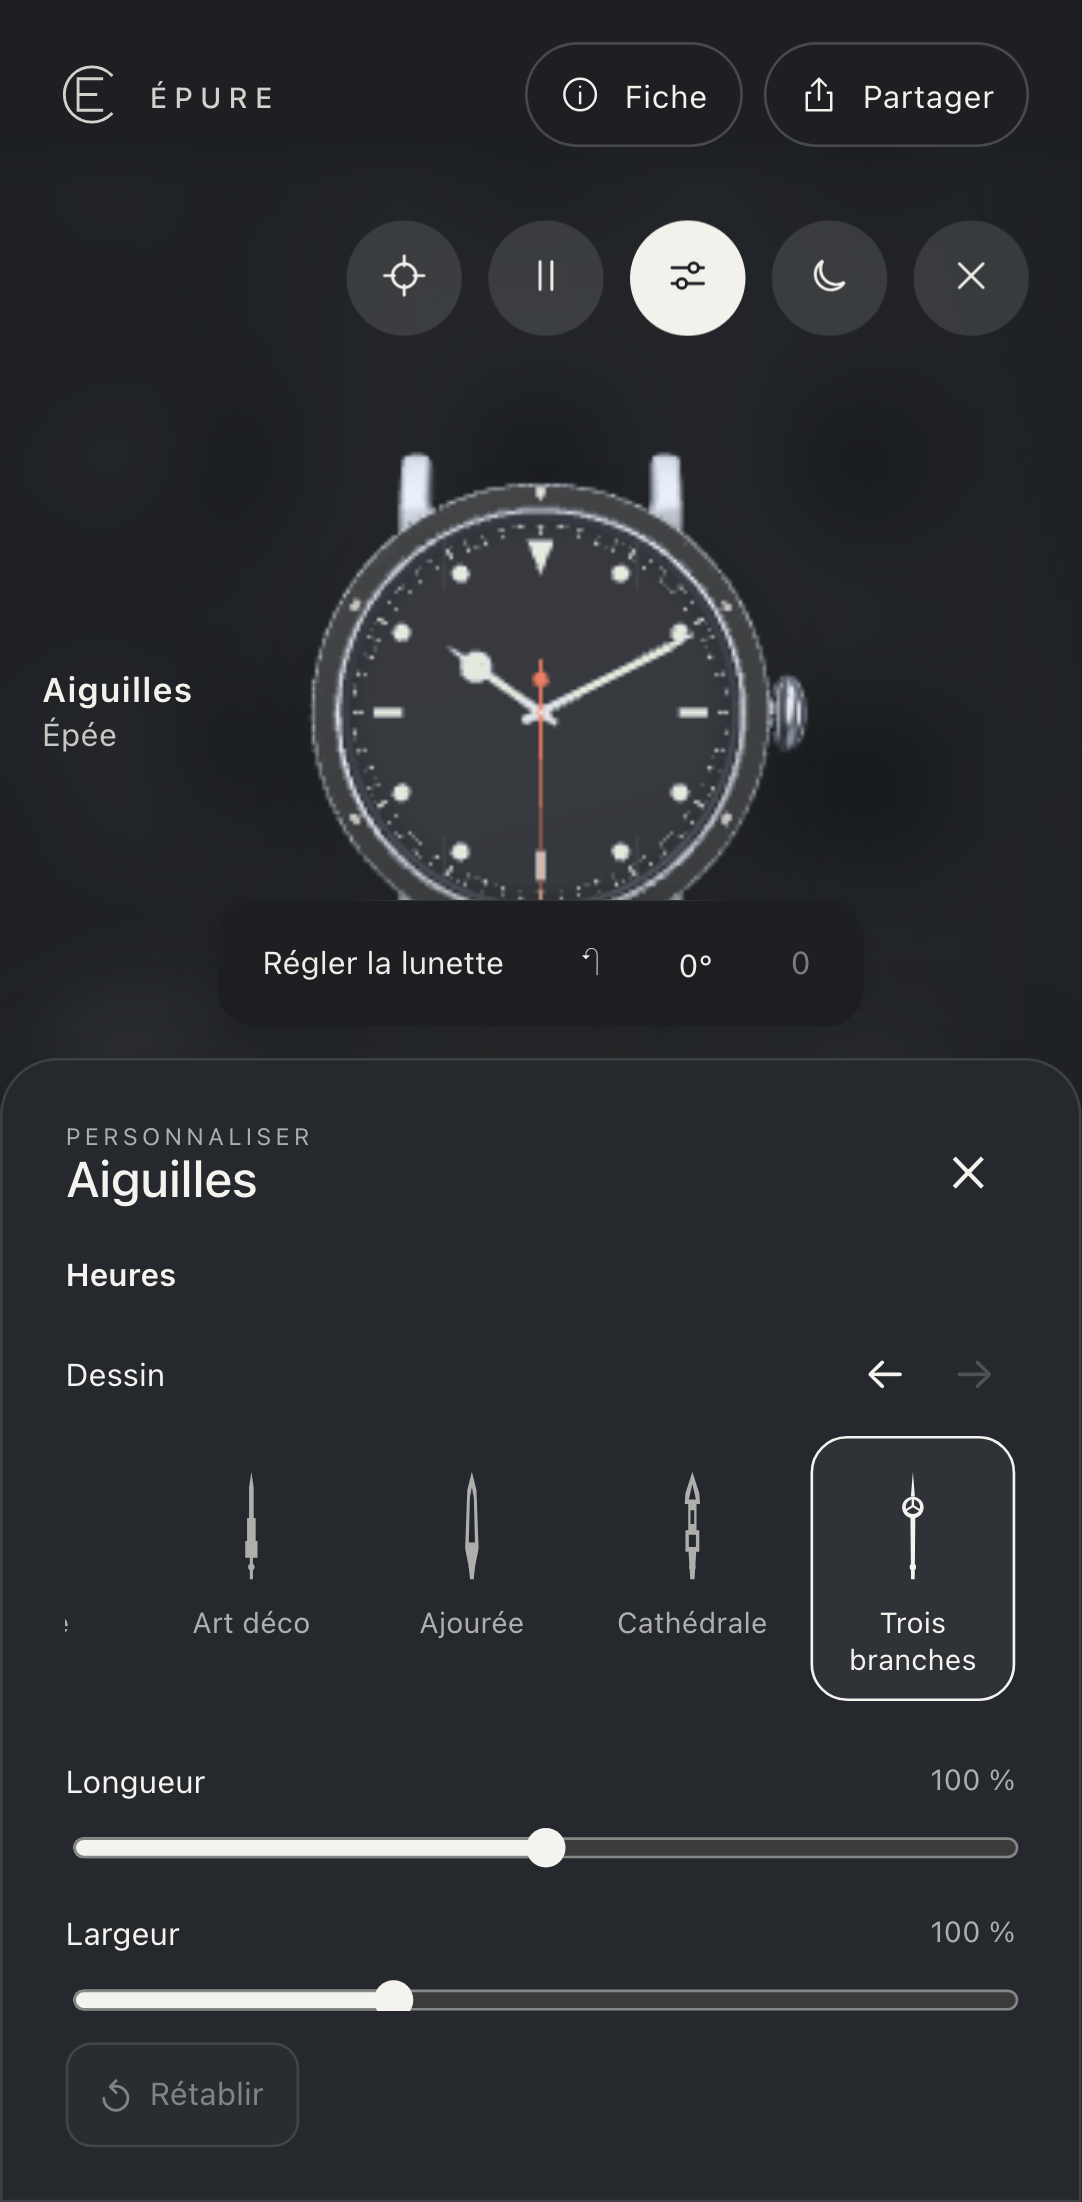 ÉPURE
Fiche
Partager
Aiguilles
Épée
Régler la lunette 0° 0
PERSONNALISER
Aiguilles
Heures
Dessin
Art déco
Ajourée
Cathédrale
Trois
branches
Longueur 100 %
Largeur 100 %
Rétablir